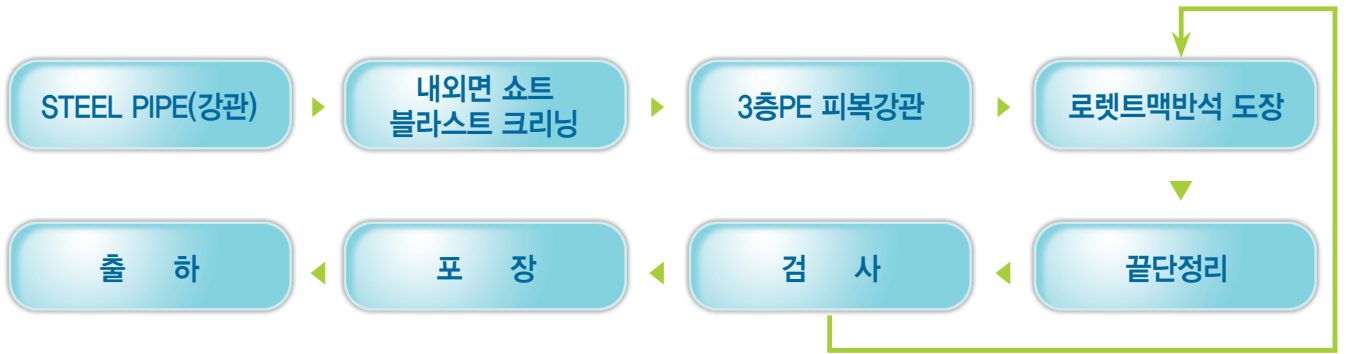 STEEL PIPE(강관)
내외면 쇼트
블라스트 크리닝
3층PE 피복강관
로렛트맥반석 도장
끝단정리
검 사
포 장
출 하